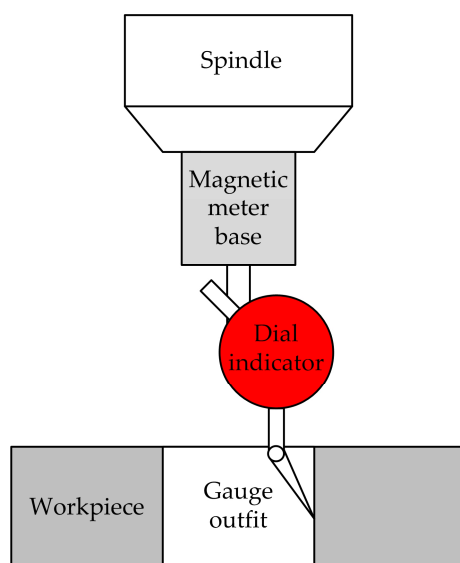 Spindle
Magnetic
meter
base
Dial
indicator
Workpiece
Gauge
outfit